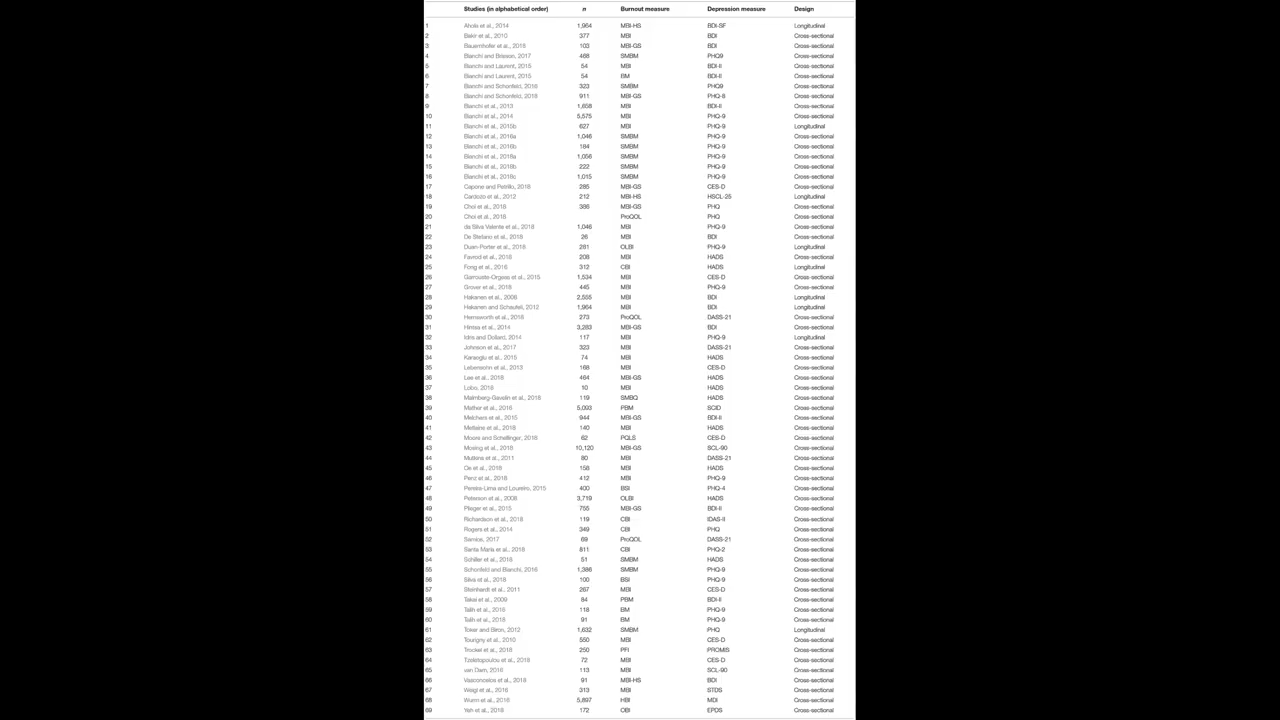 Studies (in alphabetical order) n Burnout measure Depression measure Design
1 Ahola et al., 2014 1,964 MBI-HS BDI-SF Longitudinal
2 Bakir et al., 2010 377 MBI BDI Cross-sectional
3 Bauernhofer et al., 2018 103 MBI-GS BDI Cross-sectional
4 Bianchi and Brisson, 2017 468 SMBM PHQ9 Cross-sectional
5 Bianchi and Laurent, 2015 54 MBI BDI-II Cross-sectional
6 Bianchi and Laurent, 2015 54 BM BDI-II Cross-sectional
7 Bianchi and Schonfeld, 2016 323 SMBM PHQ9 Cross-sectional
8 Bianchi and Schonfeld, 2018 911 MBI-GS PHQ-8 Cross-sectional
9 Bianchi et al., 2013 1,658 MBI BDI-II Cross-sectional
10 Bianchi et al., 2014 5,575 MBI PHQ-9 Cross-sectional
11 Bianchi et al., 2015b 627 MBI PHQ-9 Longitudinal
12 Bianchi et al., 2016a 1,046 SMBM PHQ-9 Cross-sectional
13 Bianchi et al., 2016b 184 SMBM PHQ-9 Cross-sectional
14 Bianchi et al., 2018a 1,056 SMBM PHQ-9 Cross-sectional
15 Bianchi et al., 2018b 222 SMBM PHQ-9 Cross-sectional
16 Bianchi et al., 2018c 1,015 SMBM PHQ-9 Cross-sectional
17 Capone and Petrillo, 2018 285 MBI-GS CES-D Cross-sectional
18 Cardozo et al., 2012 212 MBI-HS HSCL-25 Longitudinal
19 Choi et al., 2018 386 MBI-GS PHQ Cross-sectional
20 Choi et al., 2018 ProQOL PHQ Cross-sectional
21 da Silva Valente et al., 2018 1,046 MBI PHQ-9 Cross-sectional
22 De Stefano et al., 2018 26 MBI BDI Cross-sectional
23 Duan-Porter et al., 2018 281 OLBI PHQ-9 Longitudinal
24 Favrod et al., 2018 208 MBI HADS Cross-sectional
25 Fong et al., 2016 312 CBI HADS Longitudinal
26 Garrouste-Orgeas et al., 2015 1,534 MBI CES-D Cross-sectional
27 Grover et al., 2018 445 MBI PHQ-9 Cross-sectional
28 Hakanen et al., 2008 2,555 MBI BDI Longitudinal
29 Hakanen and Schaufeli, 2012 1,964 MBI BDI Longitudinal
30 Hemsworth et al., 2018 273 ProQOL DASS-21 Cross-sectional
31 Hintsa et al., 2014 3,283 MBI-GS BDI Cross-sectional
32 Idris and Dollard, 2014 117 MBI PHQ-9 Longitudinal
33 Johnson et al., 2017 323 MBI DASS-21 Cross-sectional
34 Karaoglu et al., 2015 74 MBI HADS Cross-sectional
35 Lebensohn et al., 2013 168 MBI CES-D Cross-sectional
36 Lee et al., 2018 464 MBI-GS HADS Cross-sectional
37 Lobo, 2018 10 MBI HADS Cross-sectional
38 Malmberg-Gavelin et al., 2018 119 SMBQ HADS Cross-sectional
39 Mather et al., 2016 5,093 PBM SCID Cross-sectional
40 Melchers et al., 2015 944 MBI-GS BDI-II Cross-sectional
41 Metlaine et al., 2018 140 MBI HADS Cross-sectional
42 Moore and Schellinger, 2018 62 PQLS CES-D Cross-sectional
43 Mosing et al., 2018 10,120 MBI-GS SCL-90 Cross-sectional
44 Mutkins et al., 2011 80 MBI DASS-21 Cross-sectional
45 Oe et al., 2018 158 MBI HADS Cross-sectional
46 Penz et al., 2018 412 MBI PHQ-9 Cross-sectional
47 Pereira-Lima and Loureiro, 2015 400 BSI PHQ-4 Cross-sectional
48 Peterson et al., 2008 3,719 OLBI HADS Cross-sectional
49 Plieger et al., 2015 755 MBI-GS BDI-II Cross-sectional
50 Richardson et al., 2018 119 CBI IDAS-II Cross-sectional
51 Rogers et al., 2014 349 CBI PHQ Cross-sectional
52 Samios, 2017 69 ProQOL DASS-21 Cross-sectional
53 Santa Maria et al., 2018 811 CBI PHQ-2 Cross-sectional
54 Schiller et al., 2018 51 SMBM HADS Cross-sectional
55 Schonfeld and Bianchi, 2016 1,386 SMBM PHQ-9 Cross-sectional
56 Silva et al., 2018 100 BSI PHQ-9 Cross-sectional
57 Steinhardt et al., 2011 267 MBI CES-D Cross-sectional
58 Takai et al., 2009 84 PBM BDI-II Cross-sectional
59 Talih et al., 2016 118 BM PHQ-9 Cross-sectional
60 Talih et al., 2018 91 BM PHQ-9 Cross-sectional
61 Toker and Biron, 2012 1,632 SMBM PHQ Longitudinal
62 Tourigny et al., 2010 550 MBI CES-D Cross-sectional
63 Trockel et al., 2018 250 PFI PROMIS Cross-sectional
64 Tzeletopoulou et al., 2018 72 MBI CES-D Cross-sectional
65 van Dam, 2016 113 MBI SCL-90 Cross-sectional
66 Vasconcelos et al., 2018 91 MBI-HS BDI Cross-sectional
67 Weigl et al., 2016 313 MBI STDS Cross-sectional
68 Wurm et al., 2016 5,897 HBI MDI Cross-sectional
69 Yeh et al., 2018 172 OBI EPDS Cross-sectional